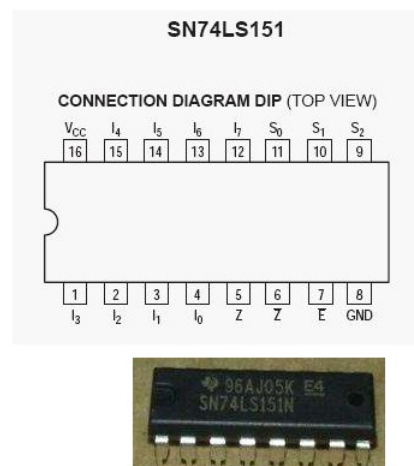 SN74LS151
CONNECTION DIAGRAM DIP (TOP VIEW)
V_CC I₄ I₅ I₆ I₇ S₀ S₁ S₂
16 15 14 13 12 11 10 9
1 2 3 4 5 6 7 8
I₃ I₂ I₁ I₀ Z Z̅ E̅ GND
96AJ05K E4
SN74LS151N